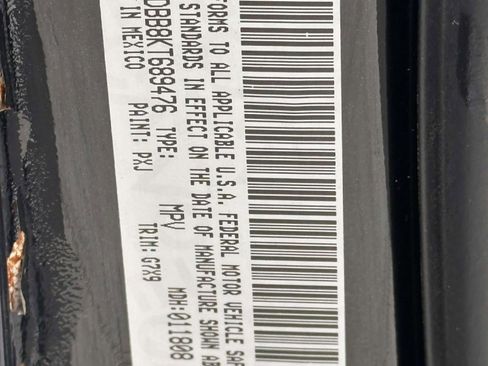 FORMS TO ALL APPLICABLE U.S.A. FEDERAL MOTOR VEHICLE SAF
STANDARDS IN EFFECT ON THE DATE OF MANUFACTURE SHOWN AB
DBB8KT689476 TYPE: MPV MDH:011808
IN MEXICO PAINT: PXJ TRIM: G7X9